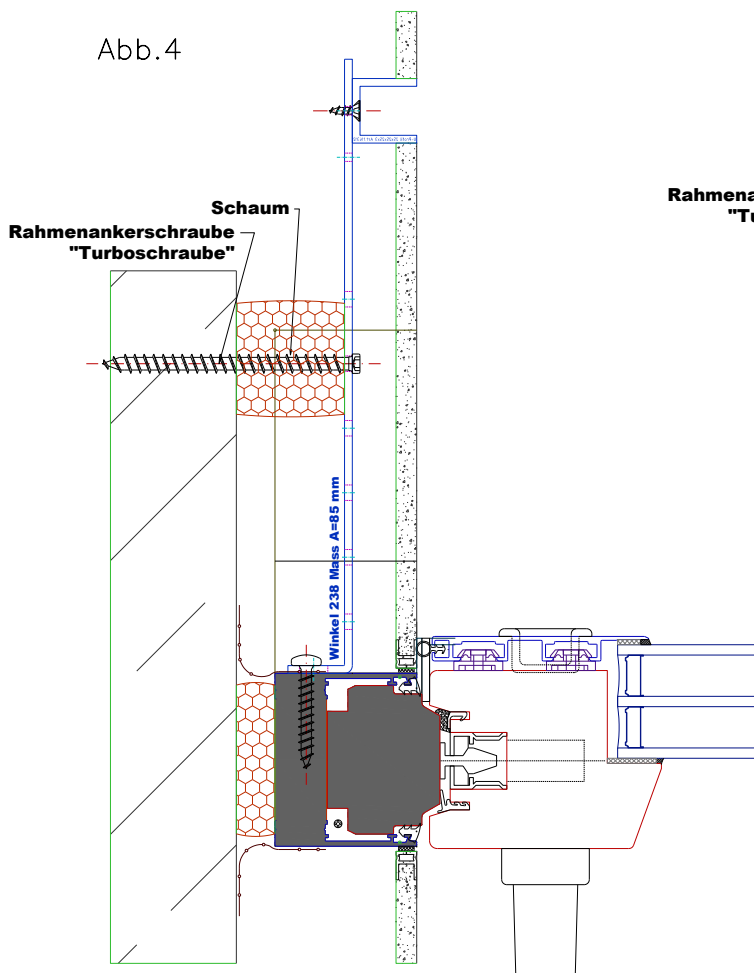 Abb.4
Schaum
Rahmenankerschraube
"Turboschraube"
Rahmena
"Tu
Winkel 238 Mass A=85 mm